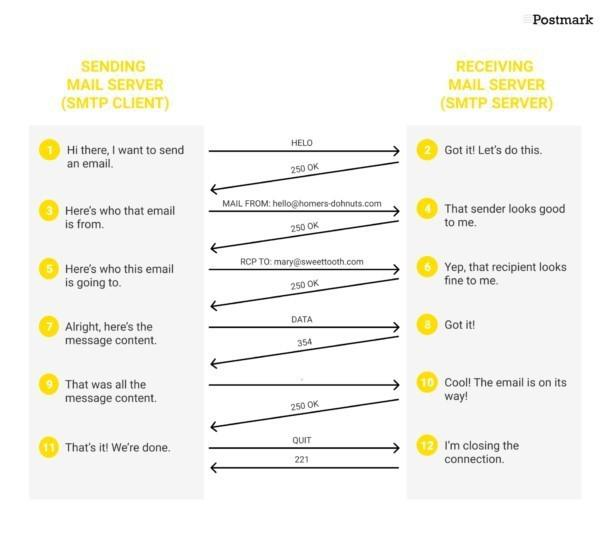 Postmark
SENDING
MAIL SERVER
(SMTP CLIENT)
RECEIVING
MAIL SERVER
(SMTP SERVER)
1 Hi there, I want to send
an email.
HELO
2 Got it! Let's do this.
250 OK
3 Here's who that email
is from.
MAIL FROM: hello@homers-dohnuts.com
4 That sender looks good
to me.
250 OK
5 Here's who this email
is going to.
RCP TO: mary@sweettooth.com
6 Yep, that recipient looks
fine to me.
250 OK
7 Alright, here's the
message content.
DATA
8 Got it!
354
9 That was all the
message content.
.
10 Cool! The email is on its
way!
250 OK
11 That's it! We're done.
QUIT
12 I'm closing the
connection.
221